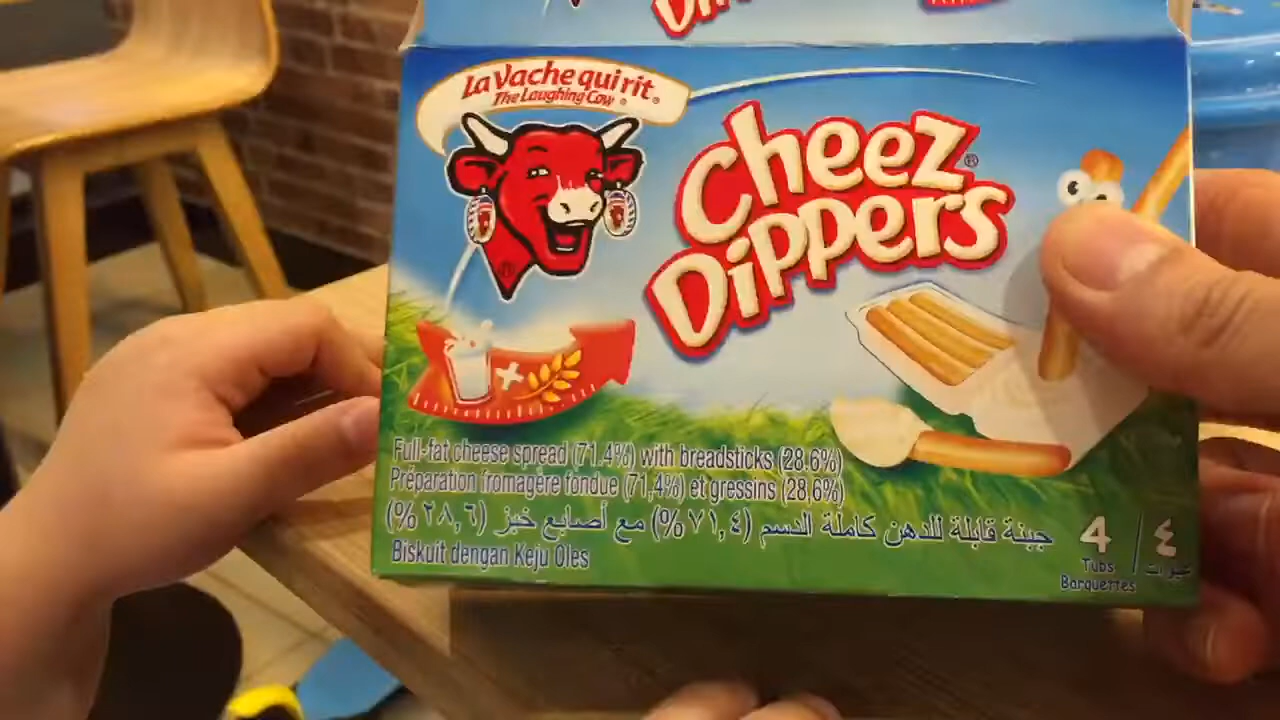 La Vache qui rit®
The Laughing Cow®
Cheez®
Dippers
Full-fat cheese spread (71.4%) with breadsticks (28.6%)
Préparation fromagère fondue (71,4%) et gressins (28,6%)
جبنة قابلة للدهن كاملة الدسم (٧١,٤%) مع أصابع خبز (٢٨,٦%)
Biskuit dengan Keju Oles
4 | ٤
Tubs
Barquettes